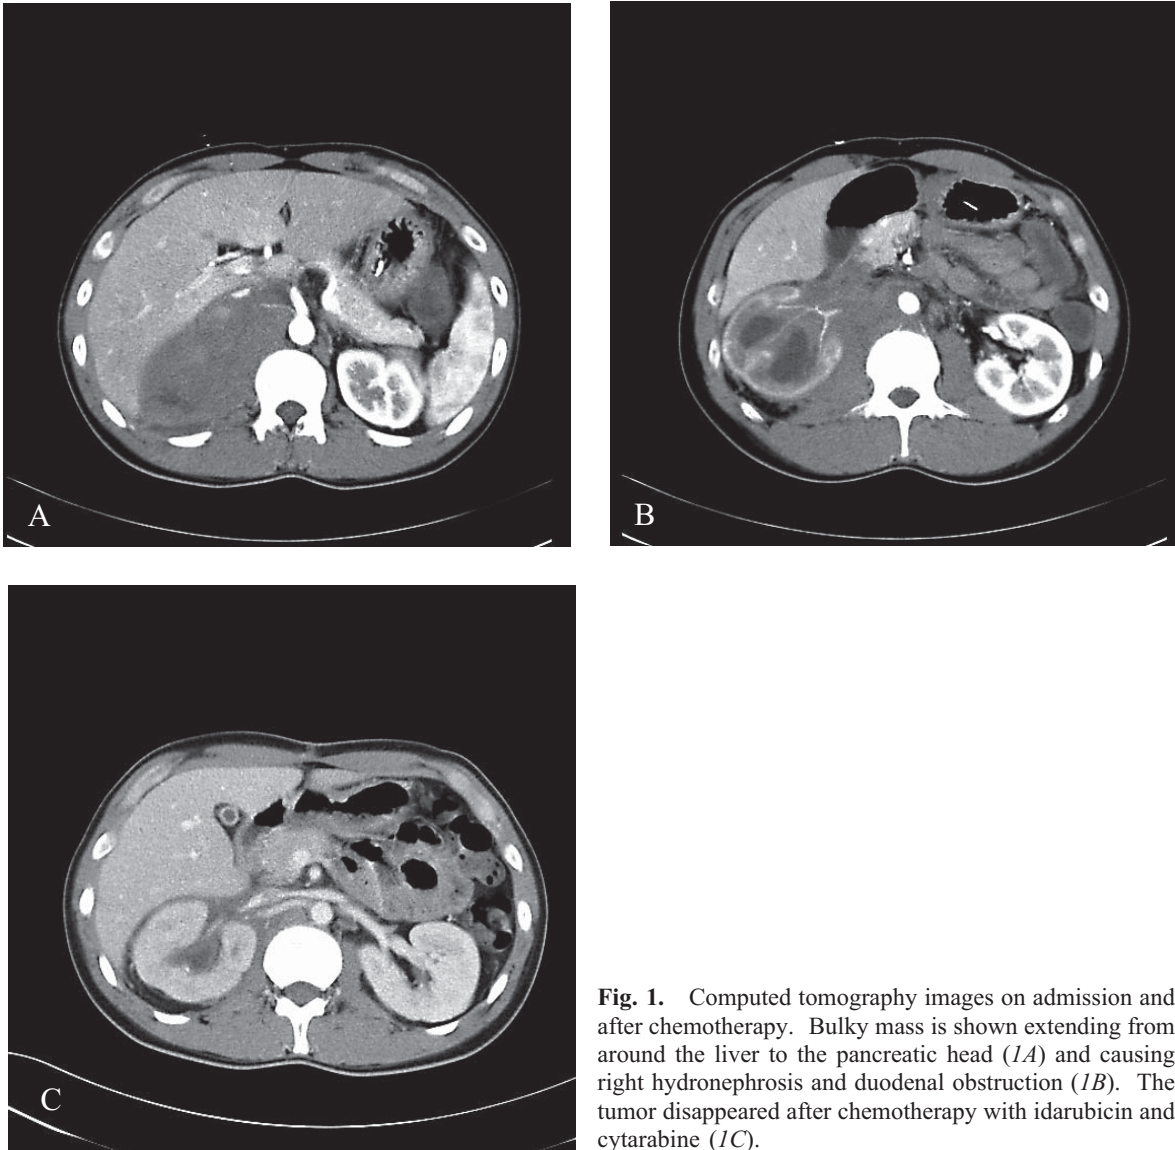 A
B
C
Fig. 1. Computed tomography images on admission and
after chemotherapy. Bulky mass is shown extending from
around the liver to the pancreatic head (1A) and causing
right hydronephrosis and duodenal obstruction (1B). The
tumor disappeared after chemotherapy with idarubicin and
cytarabine (1C).